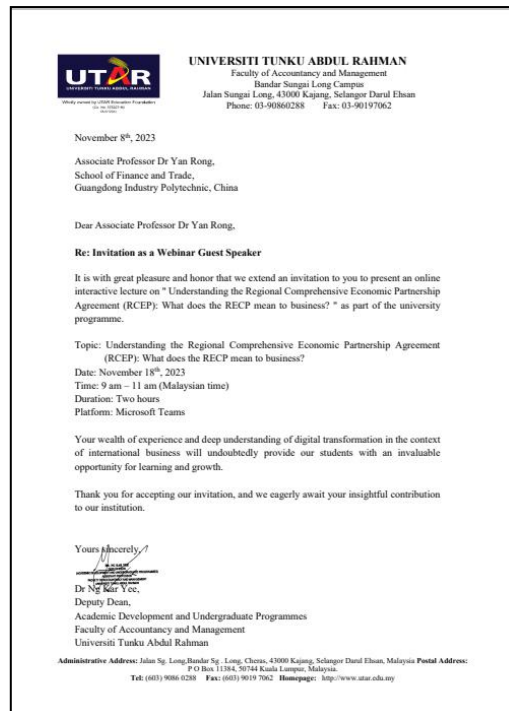 UTAR
UNIVERSITI TUNKU ABDUL RAHMAN
Wholly owned by UTAR Education Foundation
UNIVERSITI TUNKU ABDUL RAHMAN
Faculty of Accountancy and Management
Bandar Sungai Long Campus
Jalan Sungai Long, 43000 Kajang, Selangor Darul Ehsan
Phone: 03-90860288 Fax: 03-90197062
November 8th, 2023
Associate Professor Dr Yan Rong,
School of Finance and Trade,
Guangdong Industry Polytechnic, China
Dear Associate Professor Dr Yan Rong,
Re: Invitation as a Webinar Guest Speaker
It is with great pleasure and honor that we extend an invitation to you to present an online
interactive lecture on " Understanding the Regional Comprehensive Economic Partnership
Agreement (RCEP): What does the RECP mean to business? " as part of the university
programme.
Topic: Understanding the Regional Comprehensive Economic Partnership Agreement
(RCEP): What does the RECP mean to business?
Date: November 18th, 2023
Time: 9 am – 11 am (Malaysian time)
Duration: Two hours
Platform: Microsoft Teams
Your wealth of experience and deep understanding of digital transformation in the context
of international business will undoubtedly provide our students with an invaluable
opportunity for learning and growth.
Thank you for accepting our invitation, and we eagerly await your insightful contribution
to our institution.
Yours sincerely,
Dr Ng Kar Yee,
Deputy Dean,
Academic Development and Undergraduate Programmes
Faculty of Accountancy and Management
Universiti Tunku Abdul Rahman
Administrative Address: Jalan Sg. Long,Bandar Sg . Long, Cheras, 43000 Kajang, Selangor Darul Ehsan, Malaysia Postal Address:
P O Box 11384, 50744 Kuala Lumpur, Malaysia.
Tel: (603) 9086 0288 Fax: (603) 9019 7062 Homepage: http://www.utar.edu.my